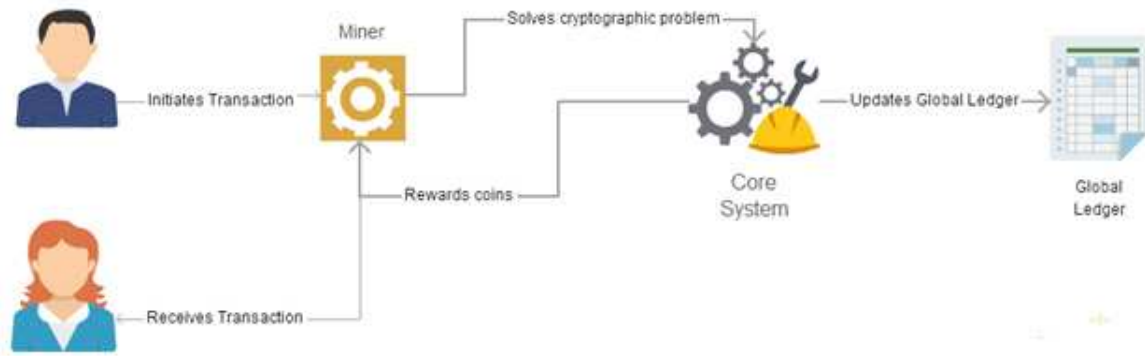 Solves cryptographic problem
Miner
Initiates Transaction
Updates Global Ledger
Rewards coins
Core
System
Global
Ledger
Receives Transaction